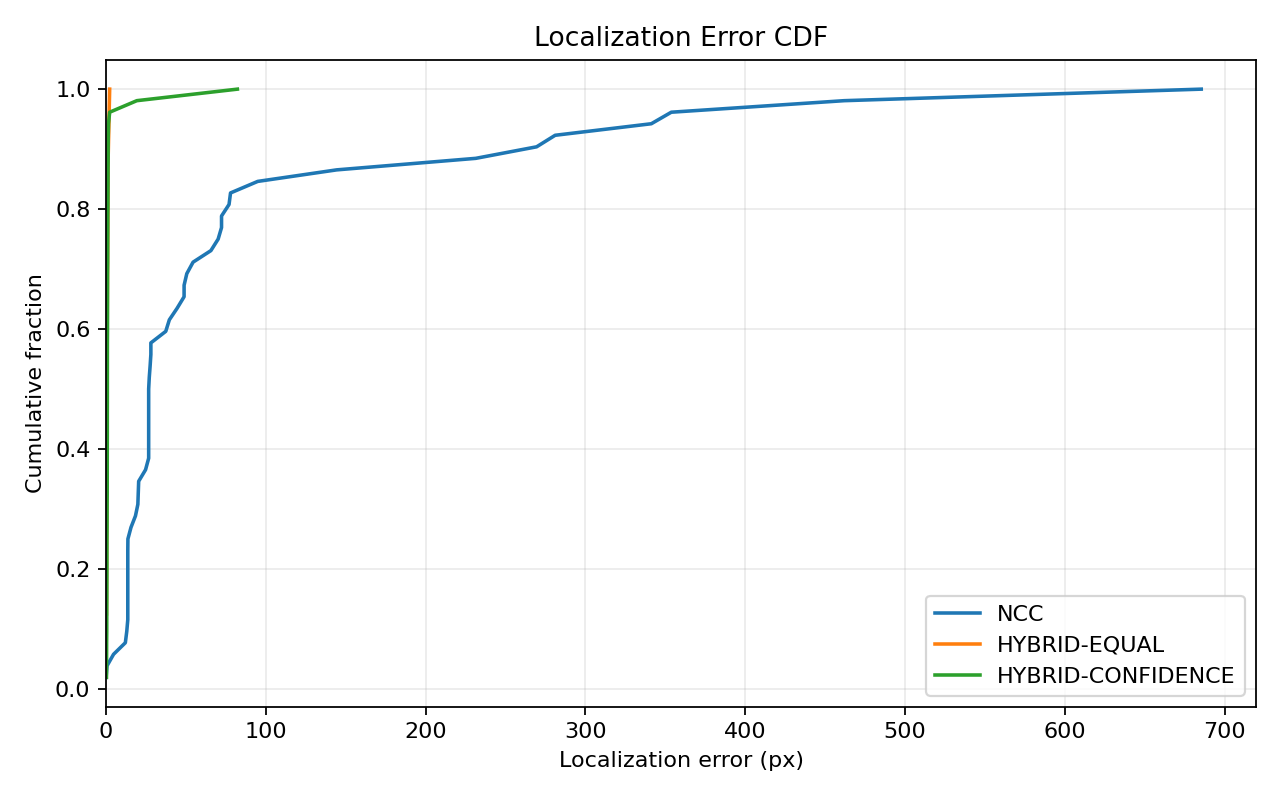 Localization Error CDF
Cumulative fraction
1.0
0.8
0.6
0.4
0.2
0.0
0 100 200 300 400 500 600 700
Localization error (px)
NCC
HYBRID-EQUAL
HYBRID-CONFIDENCE